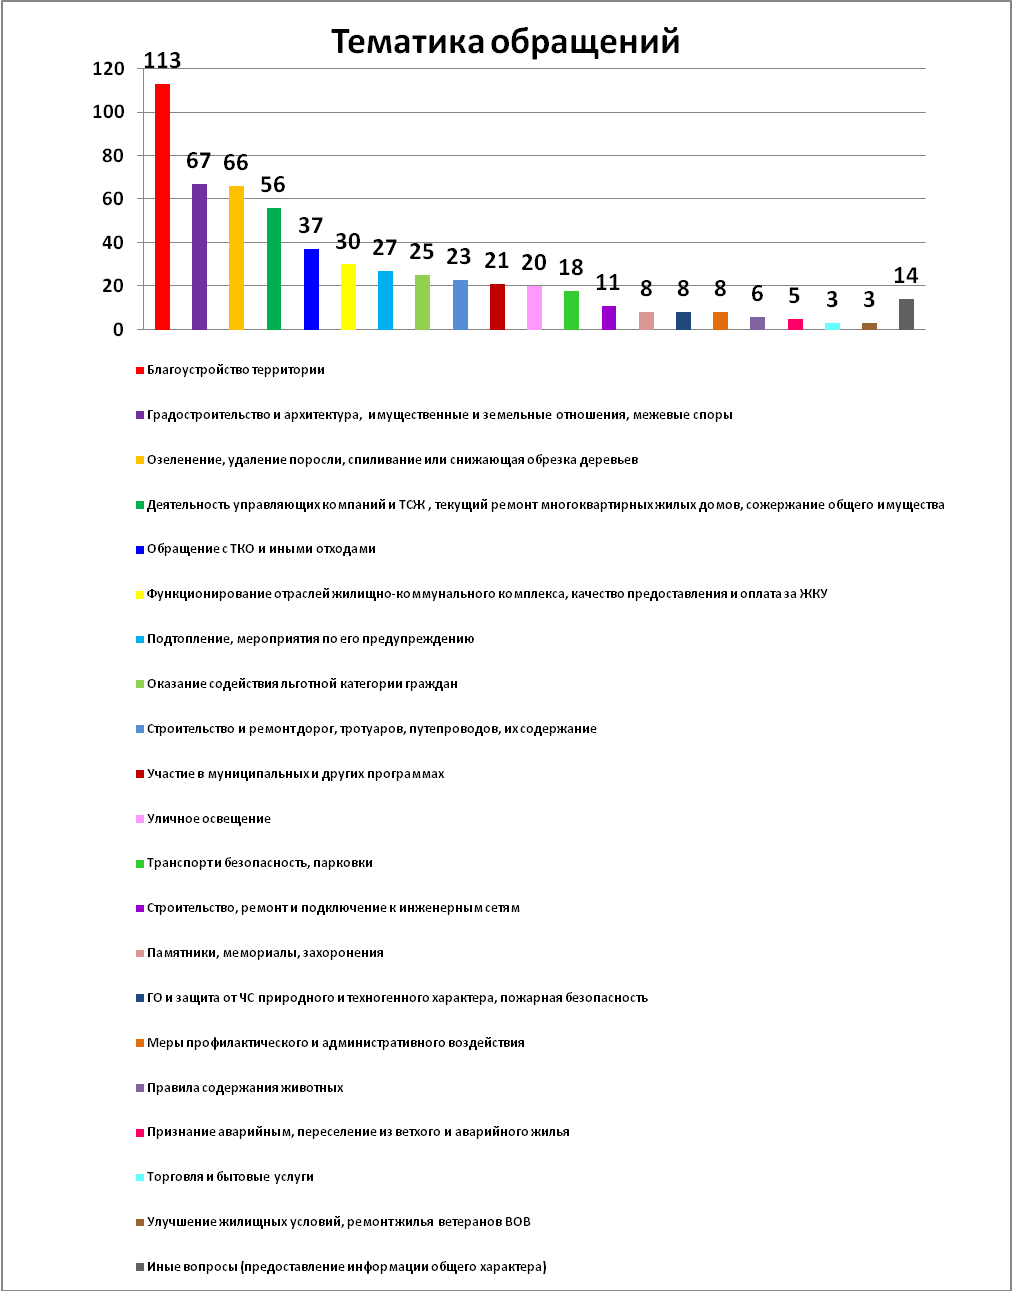 Тематика обращений
113
120
100
80
60
40
20
0
67
66
56
37
30
27
25
23
21
20
18
11
8
8
8
6
5
3
3
14
Благоустройство территории
Градостроительство и архитектура, имущественные и земельные отношения, межевые споры
Озеленение, удаление поросли, спиливание или снижающая обрезка деревьев
Деятельность управляющих компаний и ТСЖ , текущий ремонт многоквартирных жилых домов, сожержание общего имущества
Обращение с ТКО и иными отходами
Функционирование отраслей жилищно-коммунального комплекса, качество предоставления и оплата за ЖКУ
Подтопление, мероприятия по его предупреждению
Оказание содействия льготной категории граждан
Строительство и ремонт дорог, тротуаров, путепроводов, их содержание
Участие в муниципальных и других программах
Уличное освещение
Транспорт и безопасность, парковки
Строительство, ремонт и подключение к инженерным сетям
Памятники, мемориалы, захоронения
ГО и защита от ЧС природного и техногенного характера, пожарная безопасность
Меры профилактического и административного воздействия
Правила содержания животных
Признание аварийным, переселение из ветхого и аварийного жилья
Торговля и бытовые услуги
Улучшение жилищных условий, ремонт жилья ветеранов ВОВ
Иные вопросы (предоставление информации общего характера)